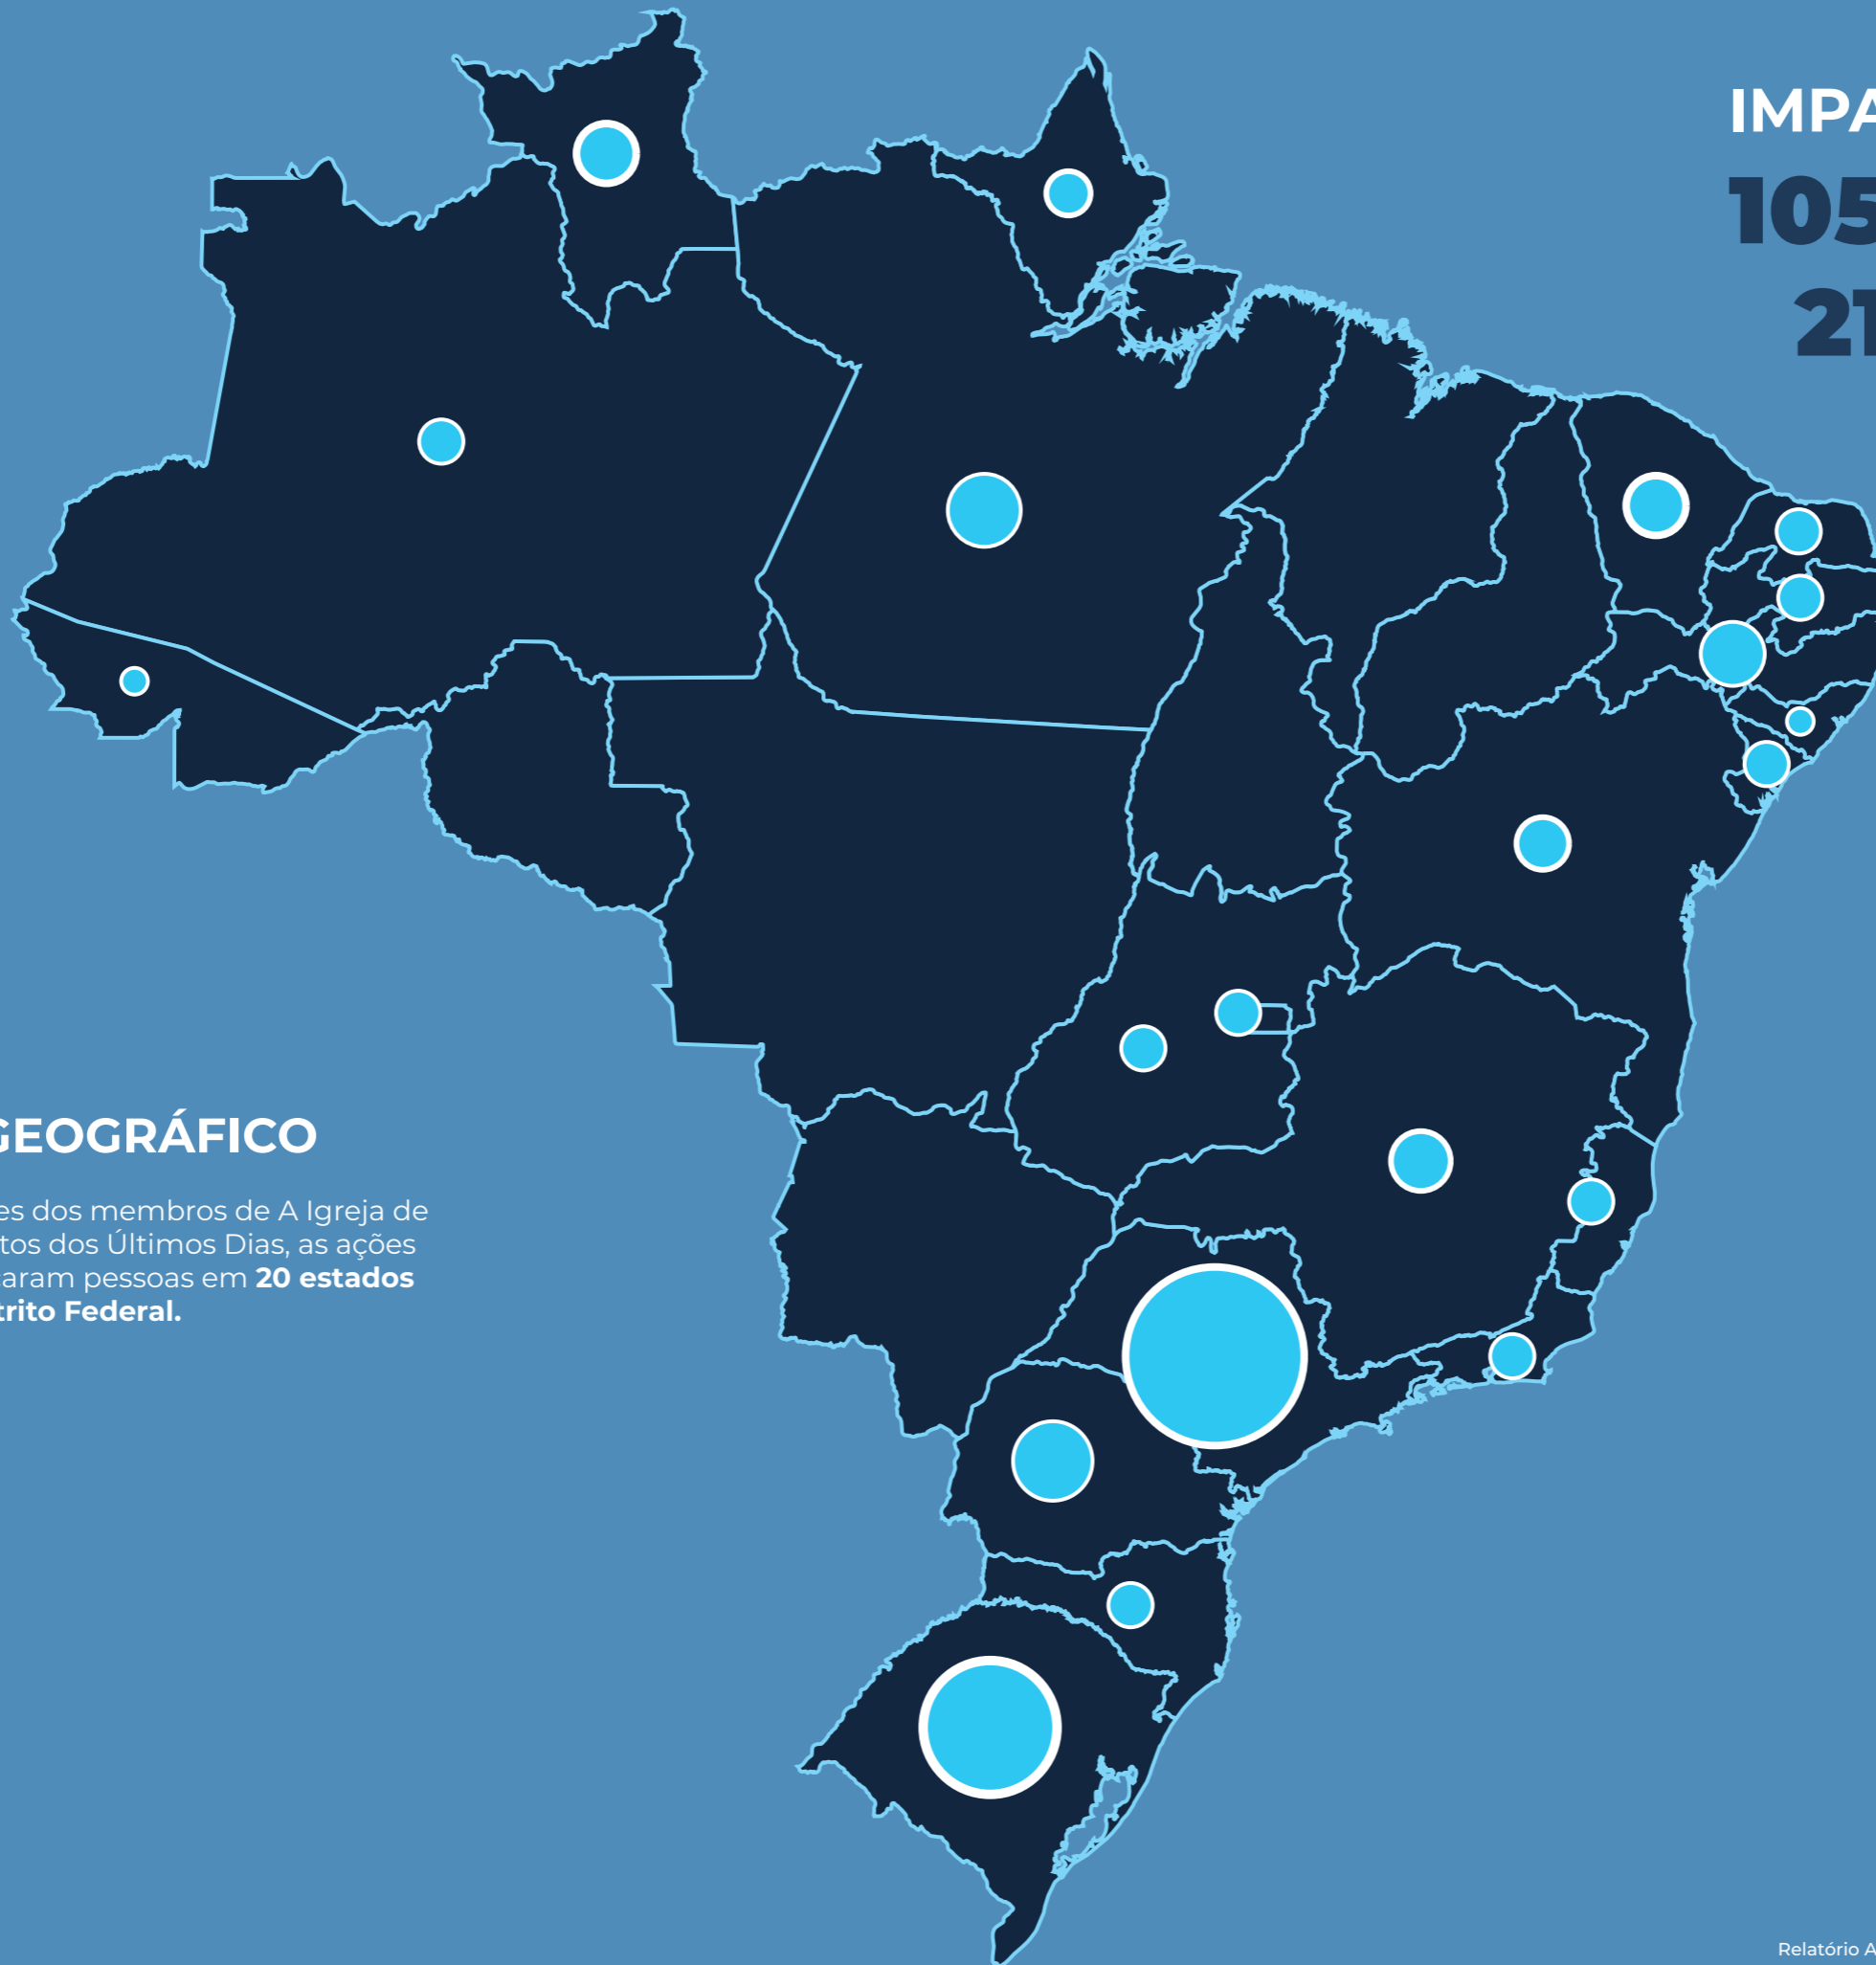 IMPA
105
21
GEOGRÁFICO
es dos membros de A Igreja de
tos dos Últimos Dias, as ações
caram pessoas em 20 estados
trito Federal.
Relatório A